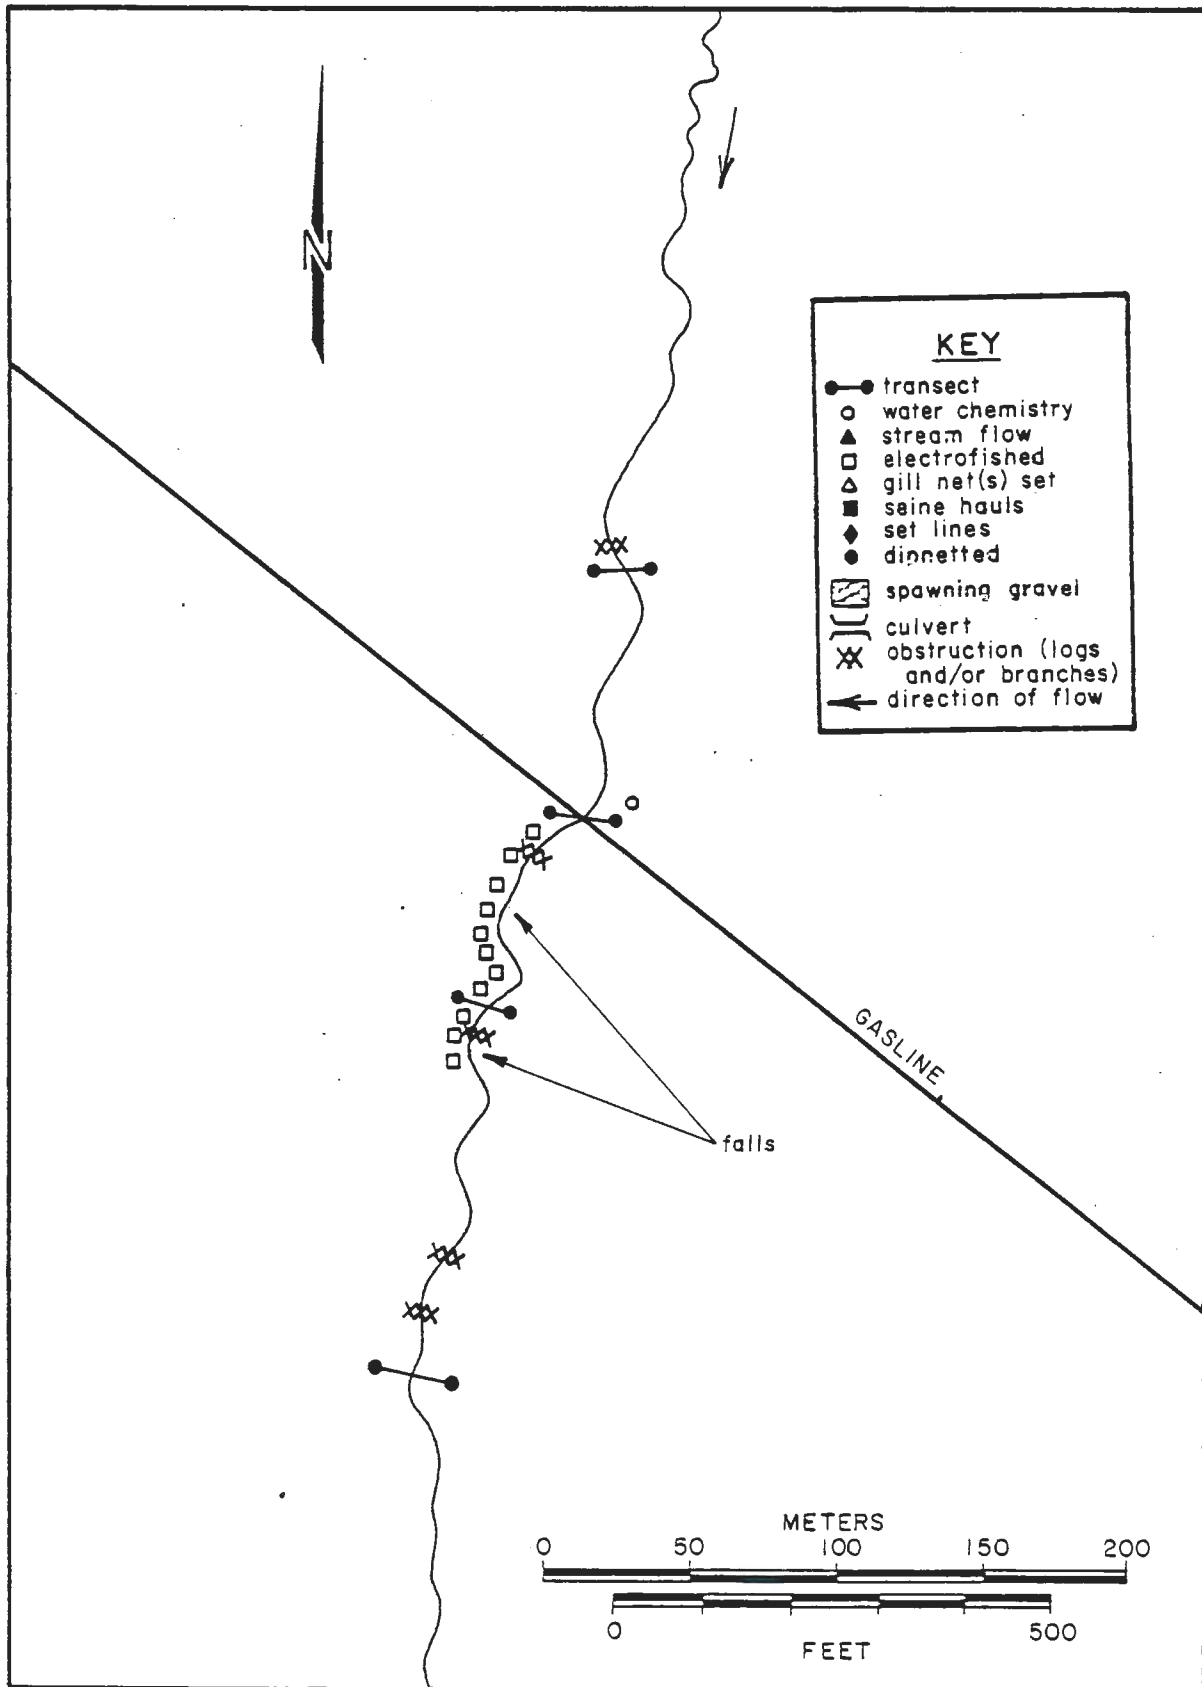 N
KEY
transect
water chemistry
stream flow
electrofished
gill net(s) set
seine hauls
set lines
dipnetted
spawning gravel
culvert
obstruction (logs
and/or branches)
direction of flow
GASLINE
falls
METERS
0 50 100 150 200
0 500
FEET